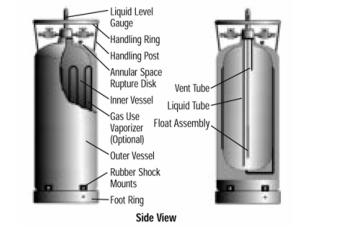 Liquid Level
Gauge
Handling Ring
Handling Post
Annular Space
Rupture Disk
Inner Vessel
Gas Use
Vaporizer
(Optional)
Outer Vessel
Rubber Shock
Mounts
Foot Ring
Vent Tube
Liquid Tube
Float Assembly
Side View